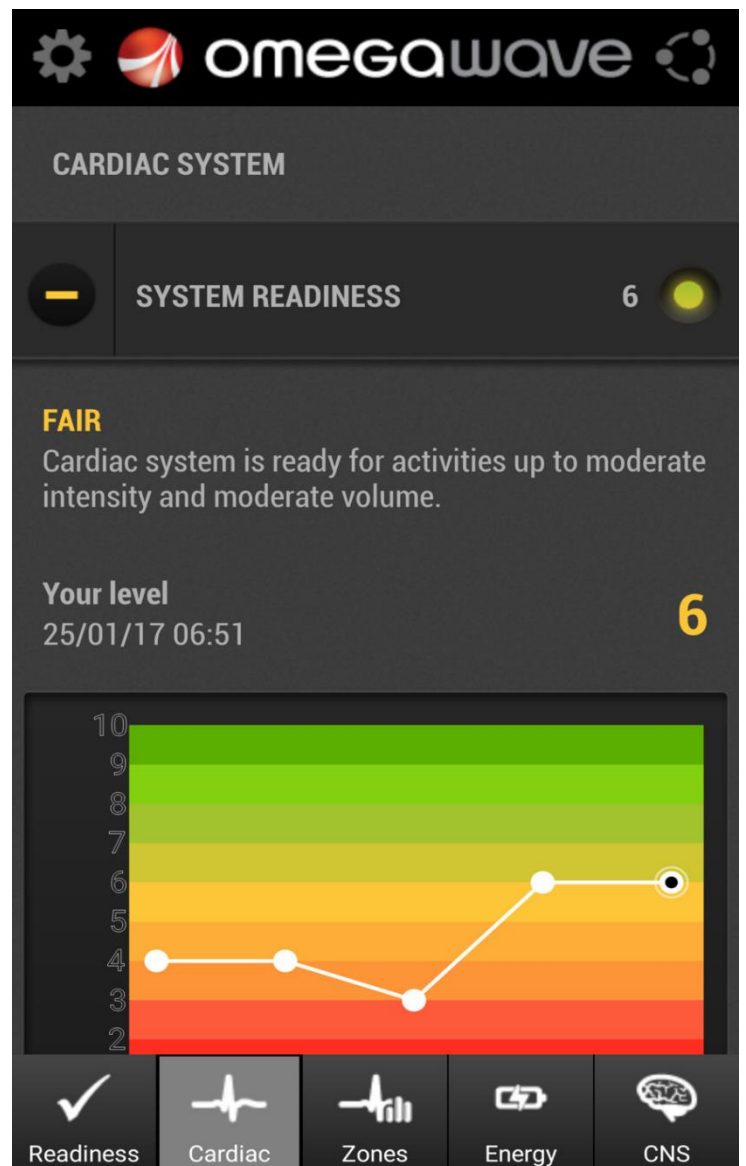 omegawave
CARDIAC SYSTEM
SYSTEM READINESS 6
FAIR
Cardiac system is ready for activities up to moderate
intensity and moderate volume.
Your level
25/01/17 06:51
6
10
9
8
7
6
5
4
3
2
Readiness Cardiac Zones Energy CNS